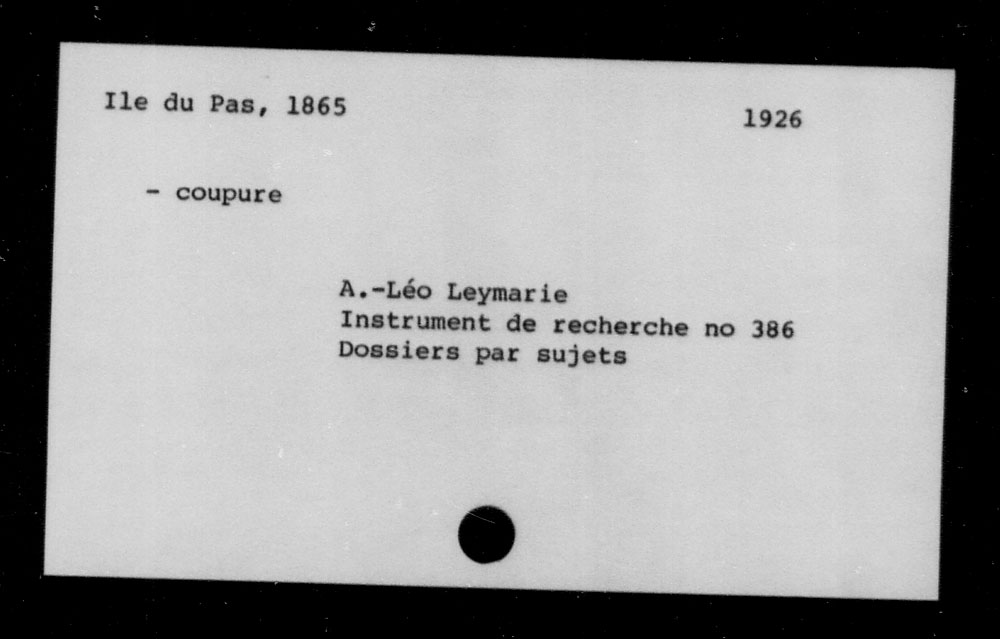 Ile du Pas, 1865
1926
- coupure
A.-Léo Leymarie
Instrument de recherche no 386
Dossiers par sujets